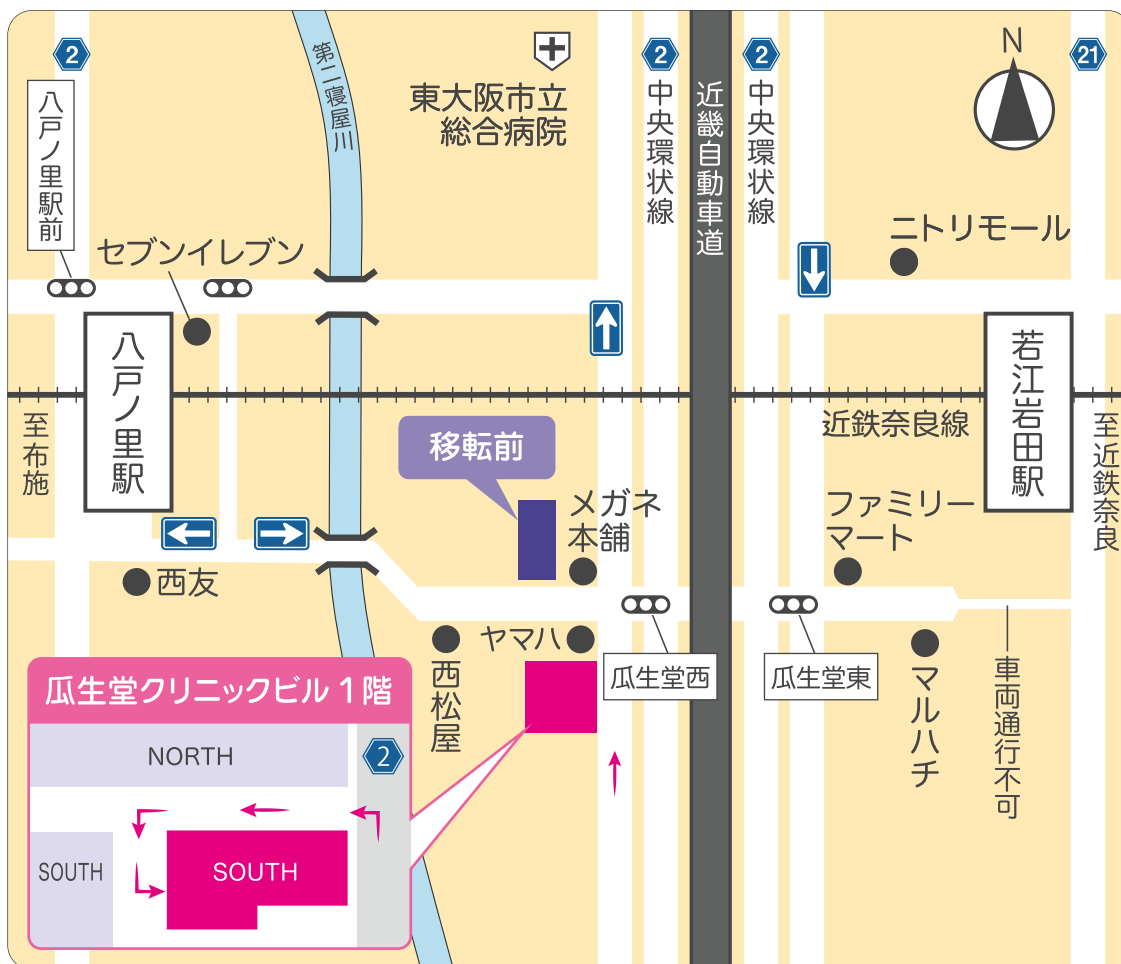 2
2
2
21
N
八戸ノ里駅前
第二寝屋川
東大阪市立
総合病院
中央環状線
近畿自動車道
中央環状線
セブンイレブン
ニトリモール
八戸ノ里駅
若江岩田駅
至布施
近鉄奈良線
至近鉄奈良
移転前
メガネ
本舗
ファミリー
マート
西友
ヤマハ
西松屋
瓜生堂西
瓜生堂東
マルハチ
車両通行不可
瓜生堂クリニックビル 1階
NORTH
2
SOUTH
SOUTH